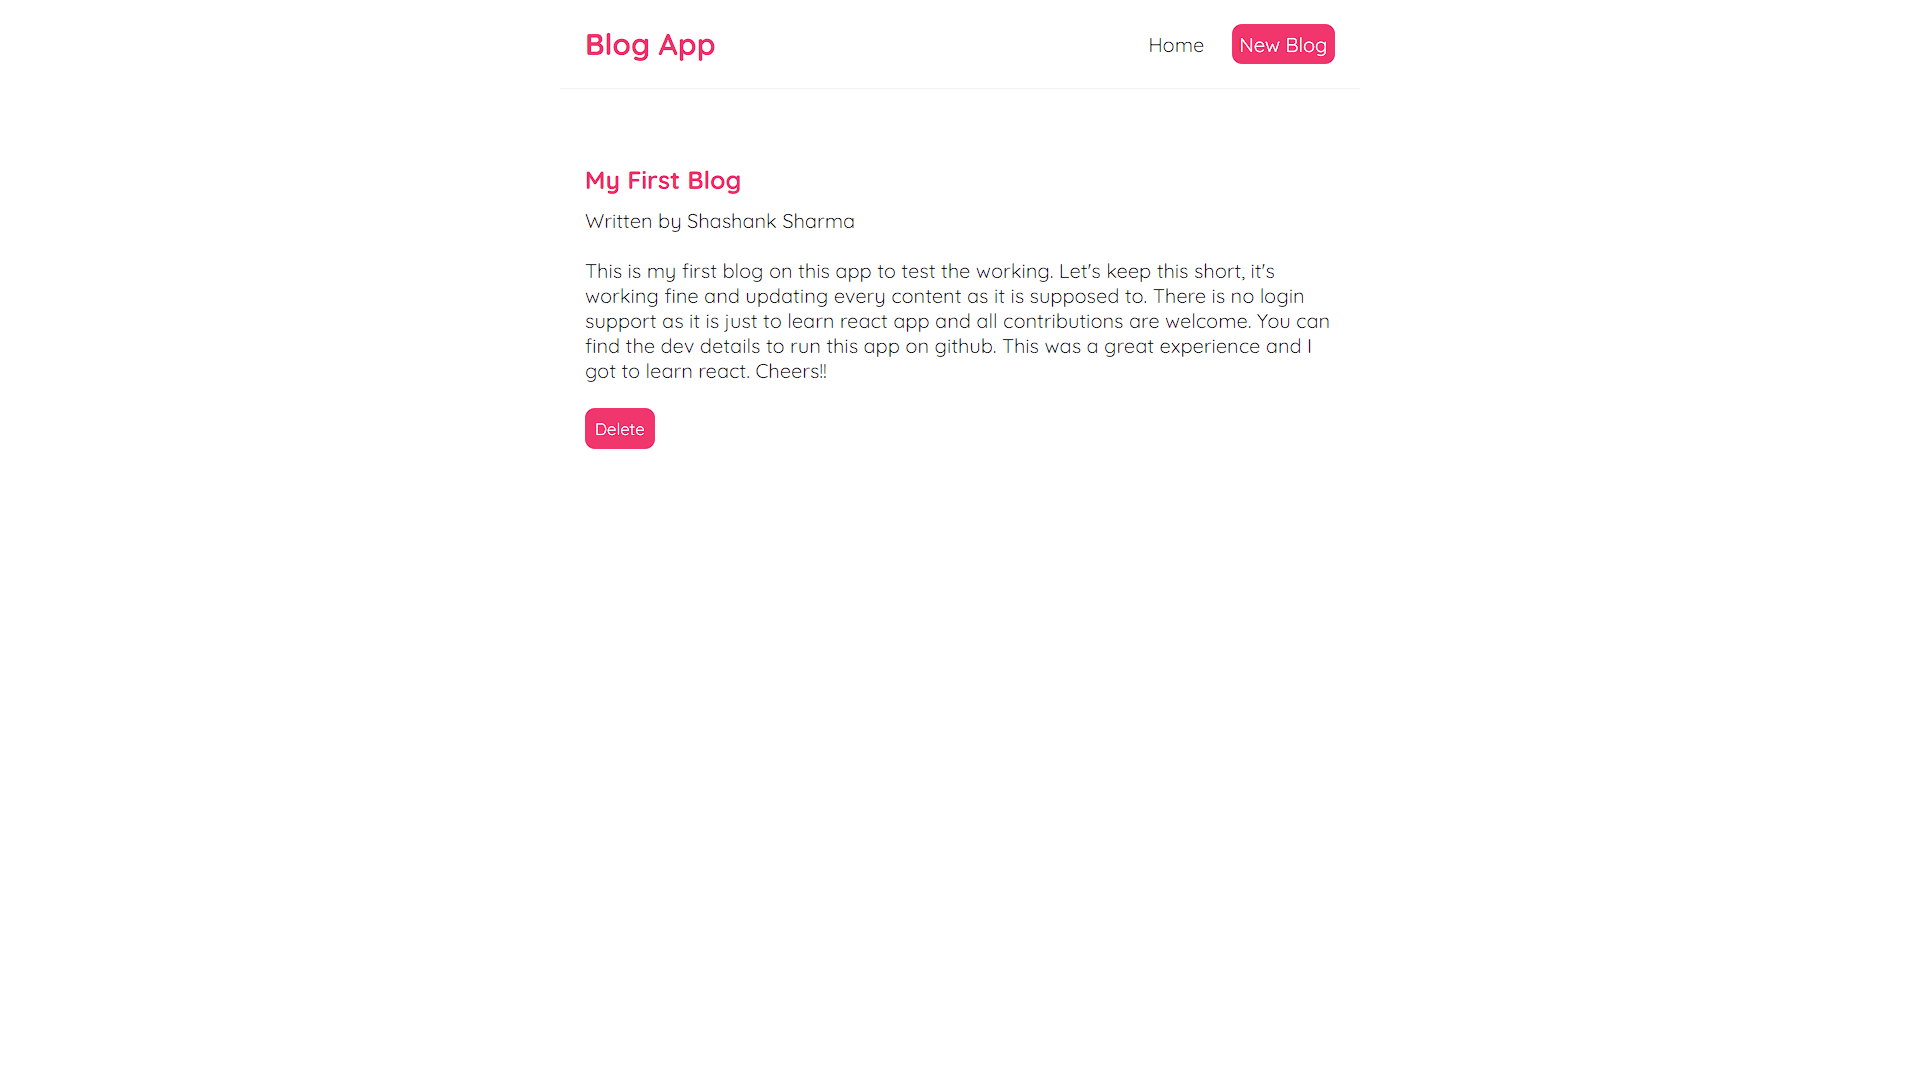 Blog App
Home
New Blog
My First Blog
Written by Shashank Sharma
This is my first blog on this app to test the working. Let's keep this short, it's
working fine and updating every content as it is supposed to. There is no login
support as it is just to learn react app and all contributions are welcome. You can
find the dev details to run this app on github. This was a great experience and I
got to learn react. Cheers!!
Delete